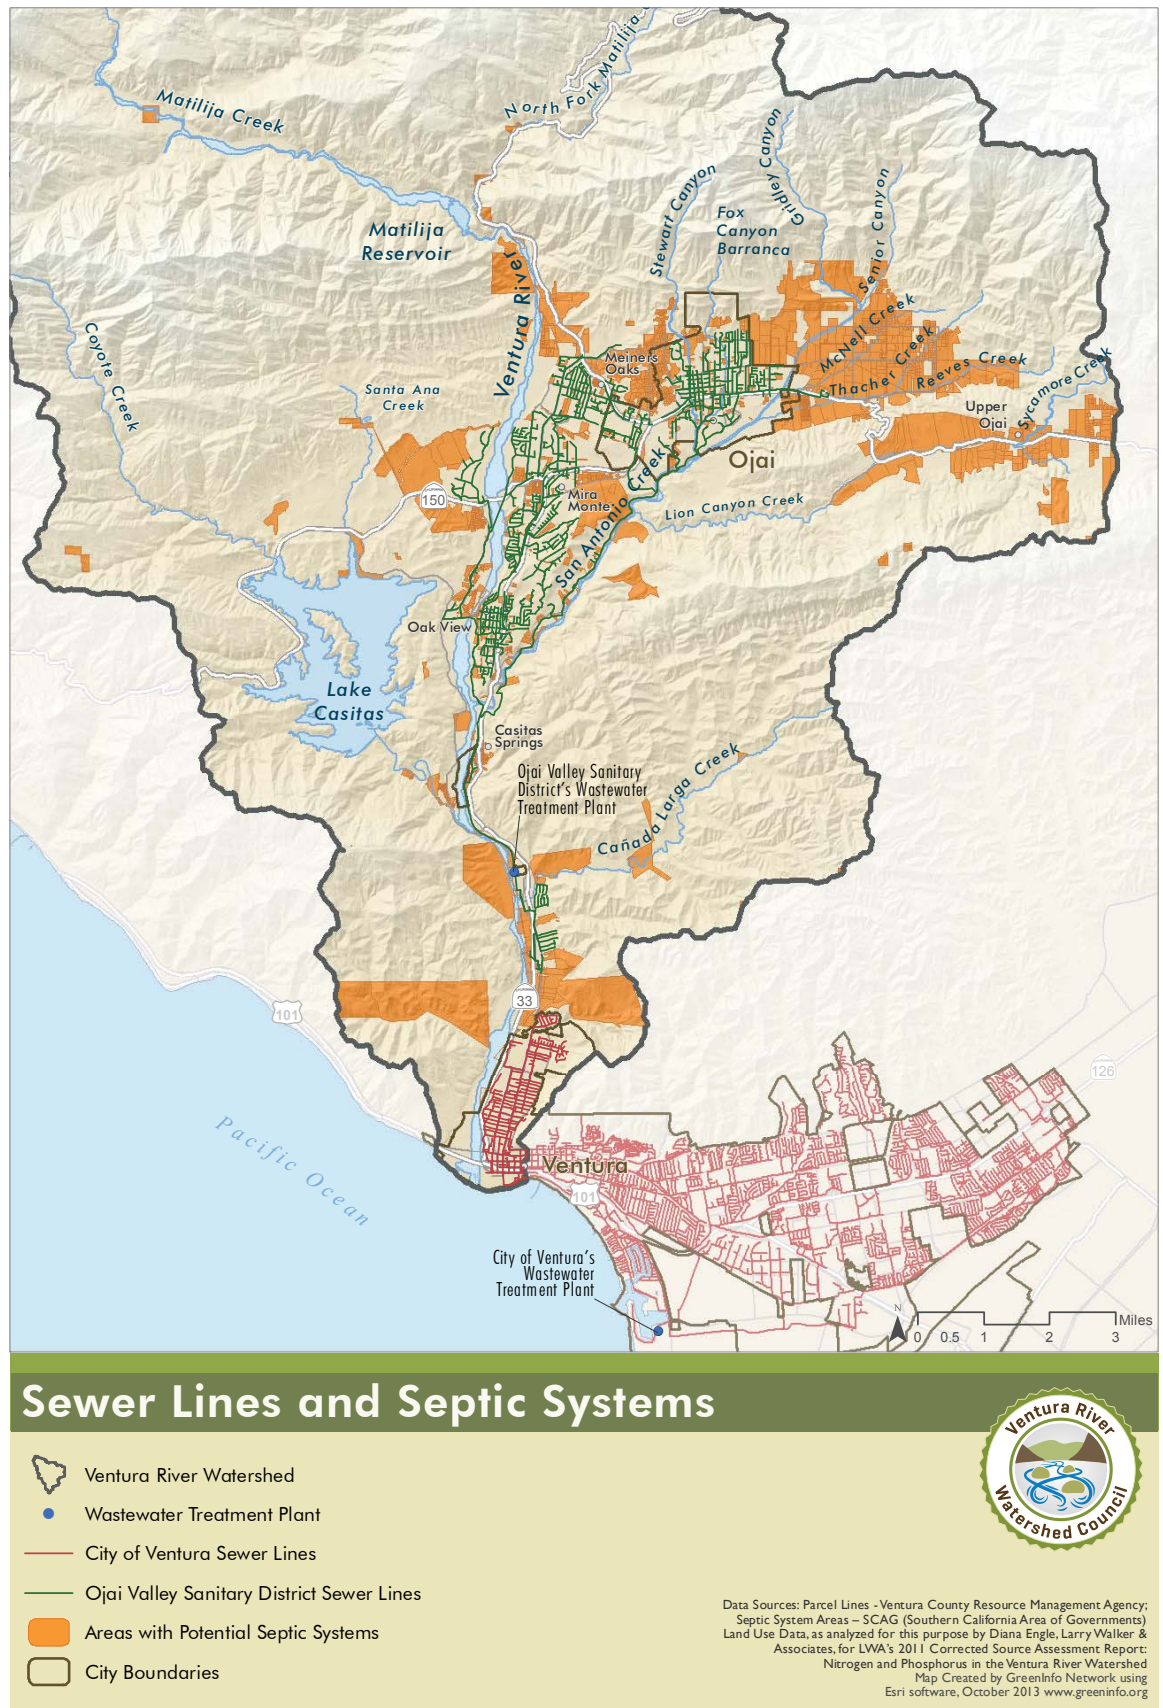 North Fork Matilija
Matilija Creek
Gridley Canyon
Stewart Canyon
Senior Canyon
Fox
Canyon
Barranca
Matilija
Reservoir
Ventura River
McNell Creek
Thacher Creek
Reeves Creek
Sycamore Creek
Coyote Creek
Meiners
Oaks
Santa Ana
Creek
Upper
Ojai
Ojai
150
Mira
Monte
San Antonio Creek
Lion Canyon Creek
Oak View
Lake
Casitas
Casitas
Springs
Ojai Valley Sanitary
District's Wastewater
Treatment Plant
Cañada Larga Creek
101
CALIFORNIA
33
126
Pacific Ocean
Ventura
101
City of Ventura's
Wastewater
Treatment Plant
N
0 0.5 1 2 3 Miles
Sewer Lines and Septic Systems
Ventura River
Watershed Council
Ventura River Watershed
Wastewater Treatment Plant
City of Ventura Sewer Lines
Ojai Valley Sanitary District Sewer Lines
Areas with Potential Septic Systems
City Boundaries
Data Sources: Parcel Lines - Ventura County Resource Management Agency;
Septic System Areas – SCAG (Southern California Area of Governments)
Land Use Data, as analyzed for this purpose by Diana Engle, Larry Walker &
Associates, for LWA's 2011 Corrected Source Assessment Report:
Nitrogen and Phosphorus in the Ventura River Watershed
Map Created by GreenInfo Network using
Esri software, October 2013 www.greeninfo.org